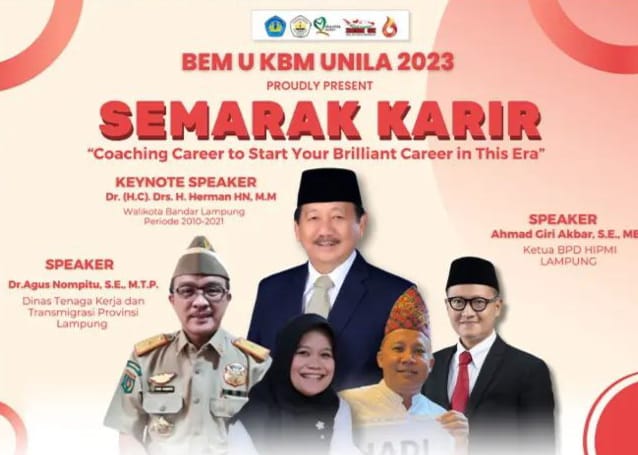 BEM U KBM UNILA 2023
PROUDLY PRESENT
SEMARAK KARIR
“Coaching Career to Start Your Brilliant Career in This Era”
KEYNOTE SPEAKER
Dr. (H.C). Drs. H. Herman HN, M.M
Walikota Bandar Lampung
Periode 2010-2021
SPEAKER
Ahmad Giri Akbar, S.E., MB
Ketua BPD HIPMI
LAMPUNG
SPEAKER
Dr.Agus Nompitu, S.E., M.T.P.
Dinas Tenaga Kerja dan
Transmigrasi Provinsi
Lampung